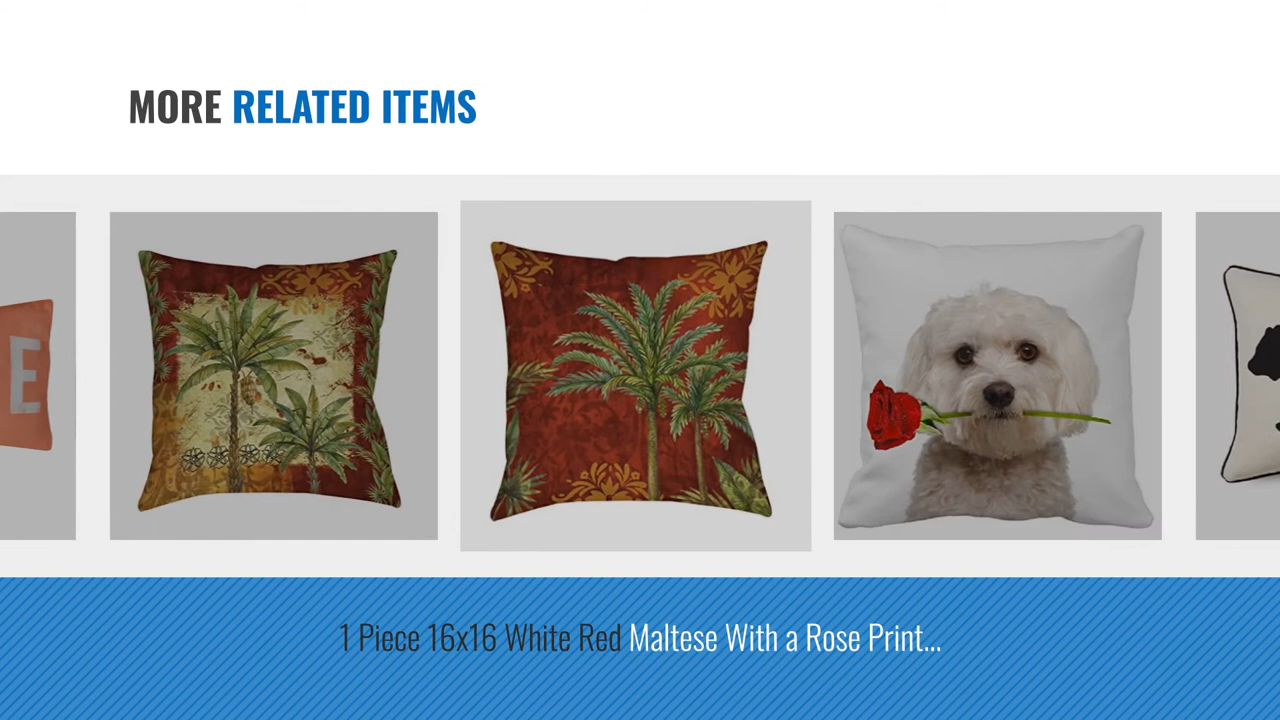 MORE RELATED ITEMS
E
1 Piece 16x16 White Red Maltese With a Rose Print...